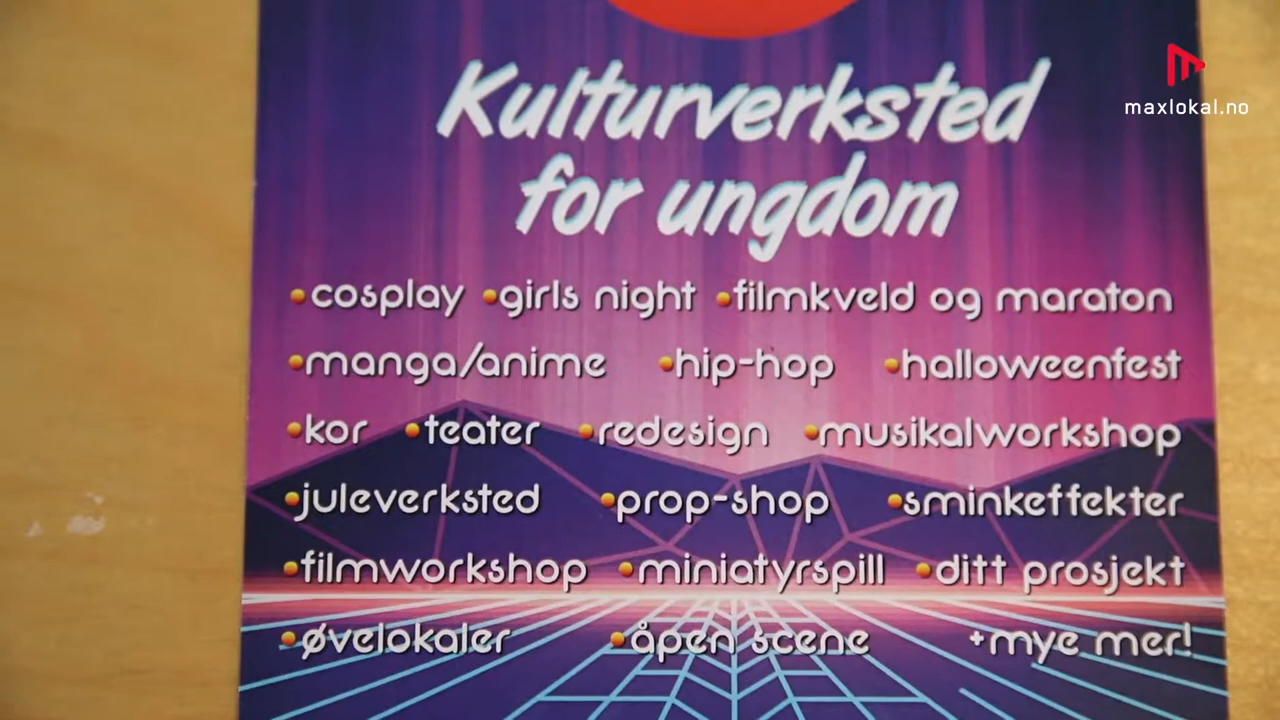 maxlokal.no
Kulturverksted
for ungdom
•cosplay •girls night •filmkveld og maraton
•manga/anime •hip-hop •halloweenfest
•kor •teater •redesign •musikalworkshop
•juleverksted •prop-shop •sminkeffekter
•filmworkshop •miniatyrspill •ditt prosjekt
•øvelokaler •åpen scene +mye mer!